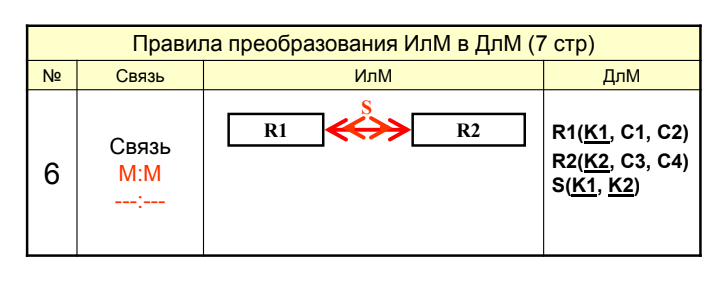 Правила преобразования ИлМ в ДлМ (7 стр)
№ Связь ИлМ ДлМ
6
Связь
M:M
---:---
S
R1 R2
R1(K1, C1, C2)
R2(K2, C3, C4)
S(K1, K2)